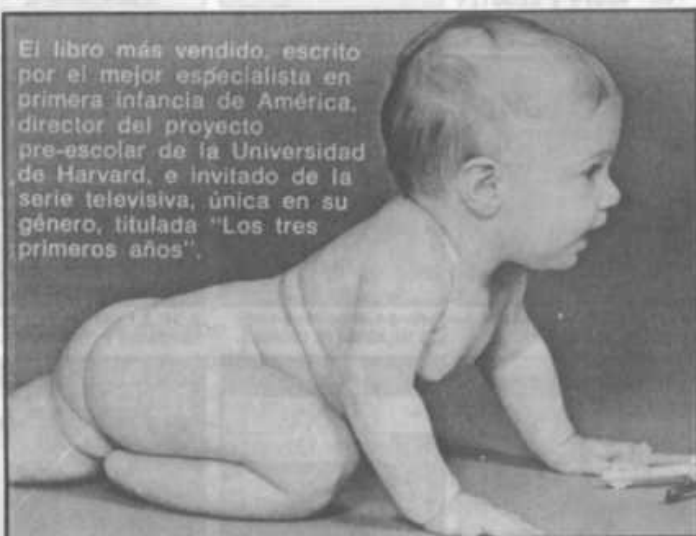 El libro más vendido, escrito
por el mejor especialista en
primera infancia de América,
director del proyecto
pre-escolar de la Universidad
de Harvard, e invitado de la
serie televisiva, única en su
género, titulada "Los tres
primeros años".